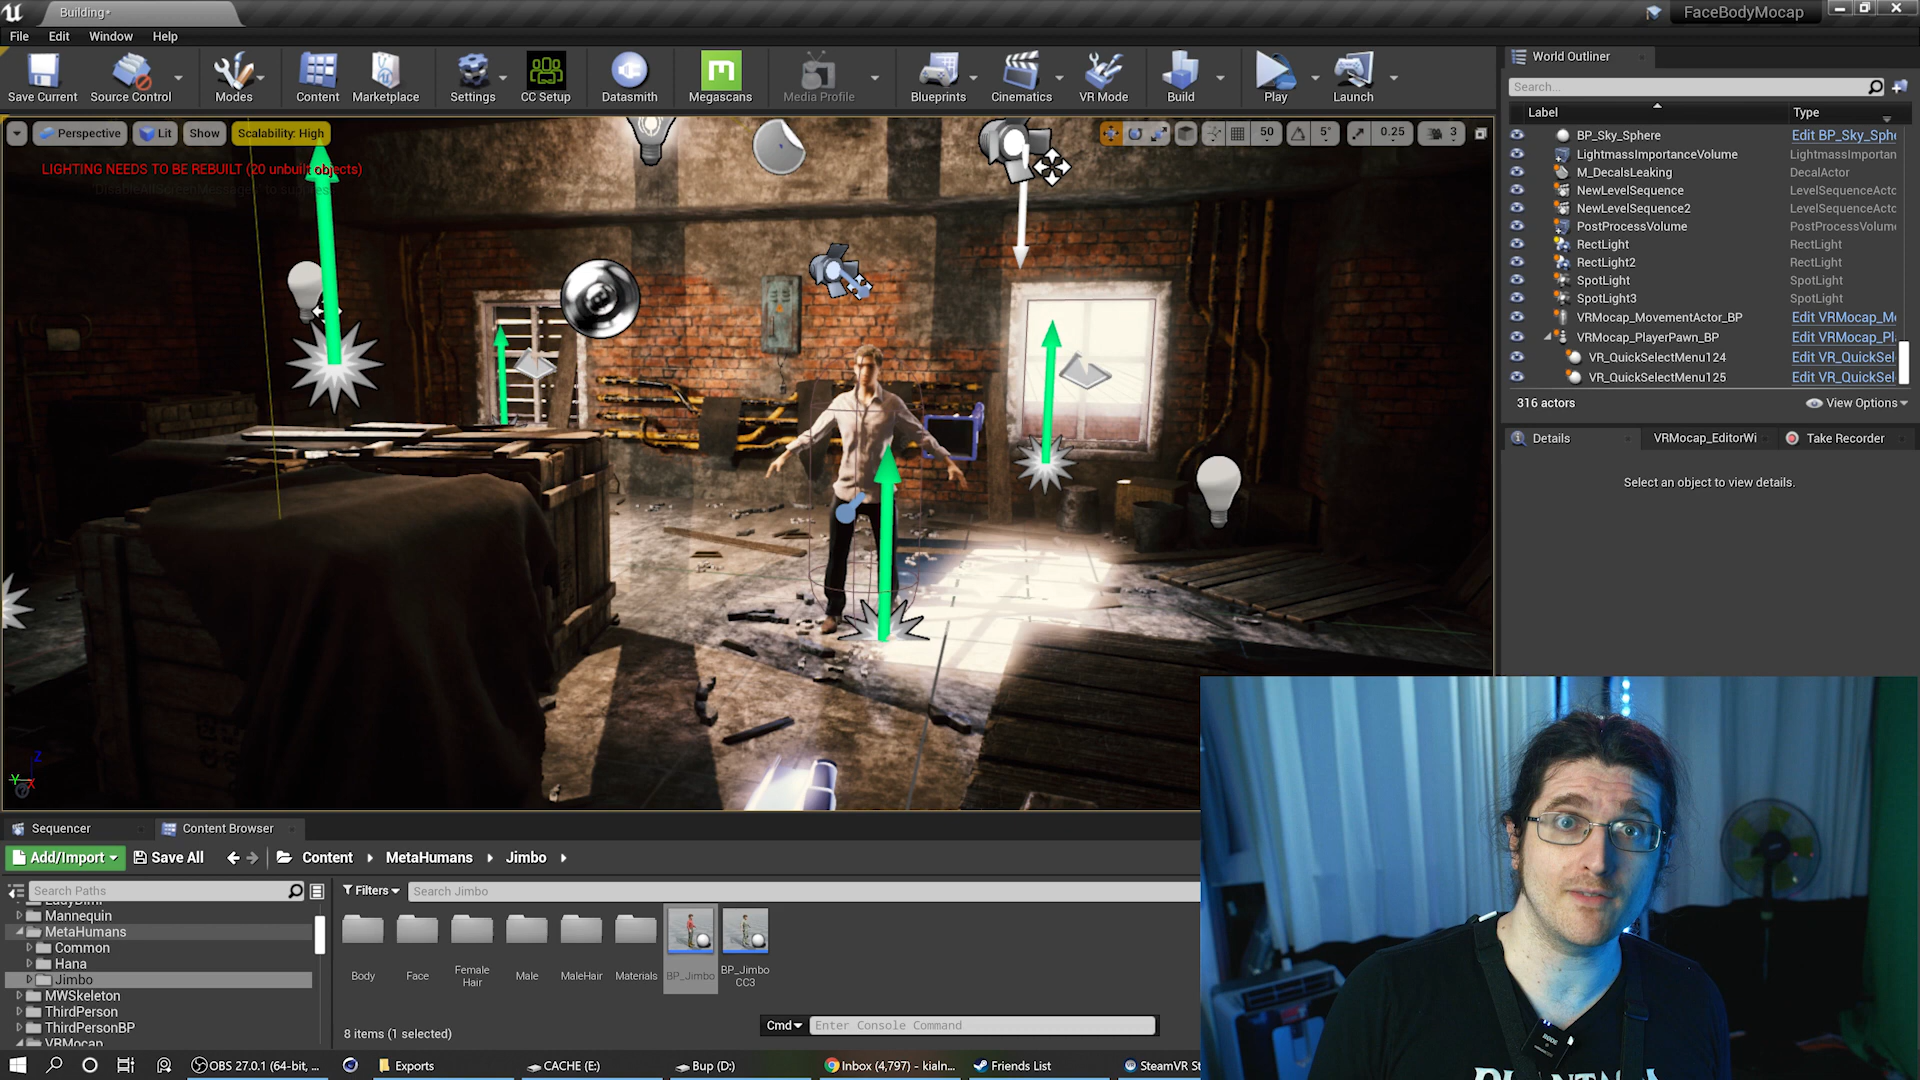 Building*
FaceBodyMocap
File Edit Window Help
Save Current Source Control Modes Content Marketplace Settings CC Setup Datasmith Megascans Media Profile Blueprints Cinematics VR Mode Build Play Launch
World Outliner
Search...
Label Type
BP_Sky_Sphere Edit BP_Sky_Sphe
LightmassImportanceVolume LightmassImportan
M_DecalsLeaking DecalActor
NewLevelSequence LevelSequenceActo
NewLevelSequence2 LevelSequenceActo
PostProcessVolume PostProcessVolume
RectLight RectLight
RectLight2 RectLight
SpotLight SpotLight
SpotLight3 SpotLight
VRMocap_MovementActor_BP Edit VRMocap_Mo
VRMocap_PlayerPawn_BP Edit VRMocap_Pl
VR_QuickSelectMenu124 Edit VR_QuickSel
VR_QuickSelectMenu125 Edit VR_QuickSel
316 actors View Options
Details VRMocap_EditorWi Take Recorder
Select an object to view details.
Perspective Lit Show Scalability: High 50 5° 0.25 3
LIGHTING NEEDS TO BE REBUILT (20 unbuilt objects)
'DisableAllScreenMessages' to suppress
Z
Y
X
Sequencer Content Browser
Add/Import Save All Content MetaHumans Jimbo
Search Paths Filters Search Jimbo
Mannequin
MetaHumans
Common
Hana
Jimbo
MWSkeleton
ThirdPerson
ThirdPersonBP
VRMocap
Body Face Female Hair Male MaleHair Materials BP_Jimbo BP_Jimbo CC3
8 items (1 selected)
Cmd Enter Console Command
OBS 27.0.1 (64-bit, ... Exports CACHE (E:) Bup (D:) Inbox (4,797) - kialn... Friends List SteamVR St